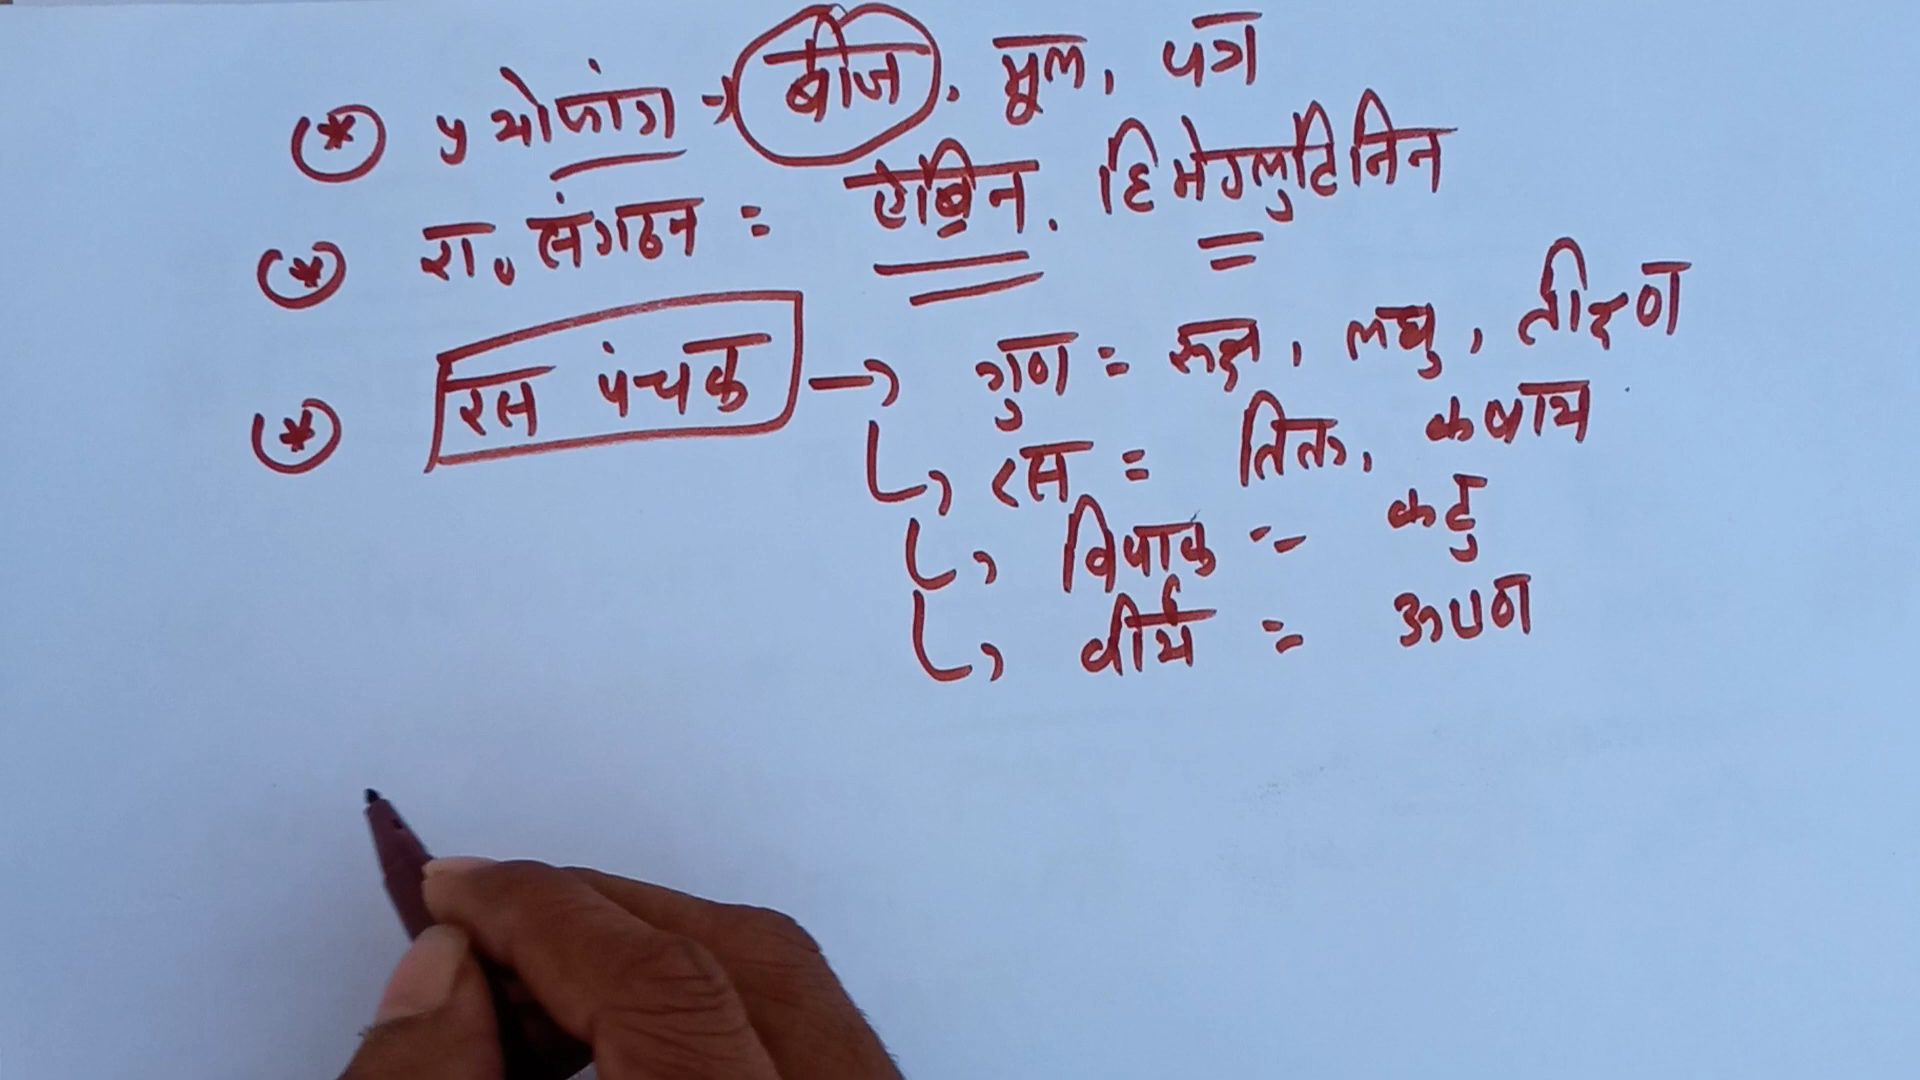 * प्रयोज्यांग → बीज, मूल, पत्र
* रा. संगठन = ऐब्रिन. हिमेग्लुटिनिन
* रस पंचक → गुण = रूक्ष, लघु, तीक्ष्ण
↳ रस = तिक्त, कषाय
↳ विपाक = कटु
↳ वीर्य = उष्ण